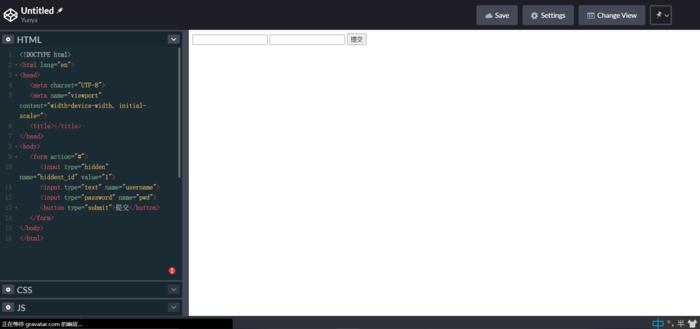 Untitled
Yunya
Save
Settings
Change View
HTML
1 <!DOCTYPE html>
2 <html lang="en">
3 <head>
4 <meta charset="UTF-8">
5 <meta name="viewport"
content="width=device-width, initial-
scale=">
6 <title></title>
7 </head>
8 <body>
9 <form action="#">
10 <input type="hidden"
name="hiddent_id" value="1">
11 <input type="text" name="username">
12 <input type="password" name="pwd">
13 <button type="submit">提交</button>
14 </form>
15 </body>
16 </html>
提交
CSS
JS
正在等待 gravatar.com 的响应...
中 °, 半